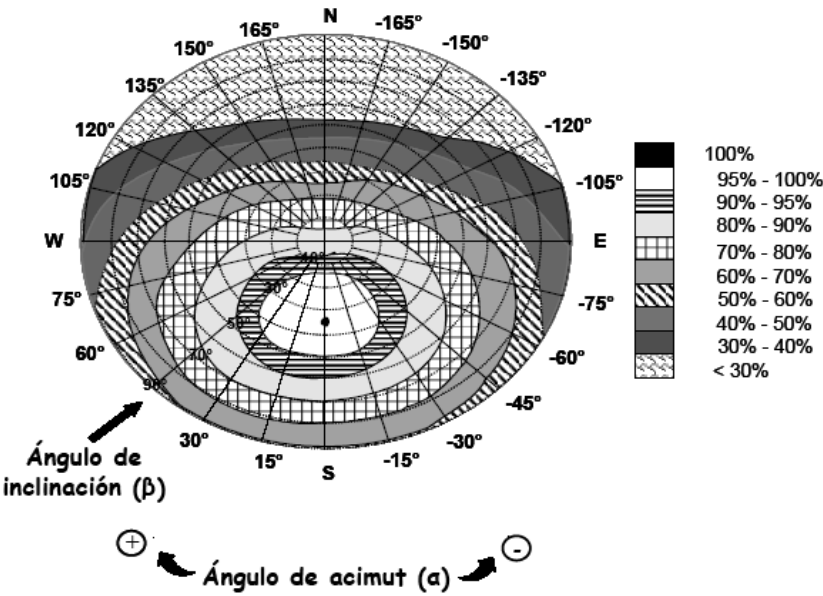 N
165° -165°
150° -150°
135° -135°
120° -120°
105° -105°
W E
75° -75°
60° -60°
-45°
30° -30°
15° -15°
S
10°
30°
50°
70°
90°
100%
95% - 100%
90% - 95%
80% - 90%
70% - 80%
60% - 70%
50% - 60%
40% - 50%
30% - 40%
< 30%
Ángulo de
inclinación (β)
+ -
Ángulo de acimut (α)